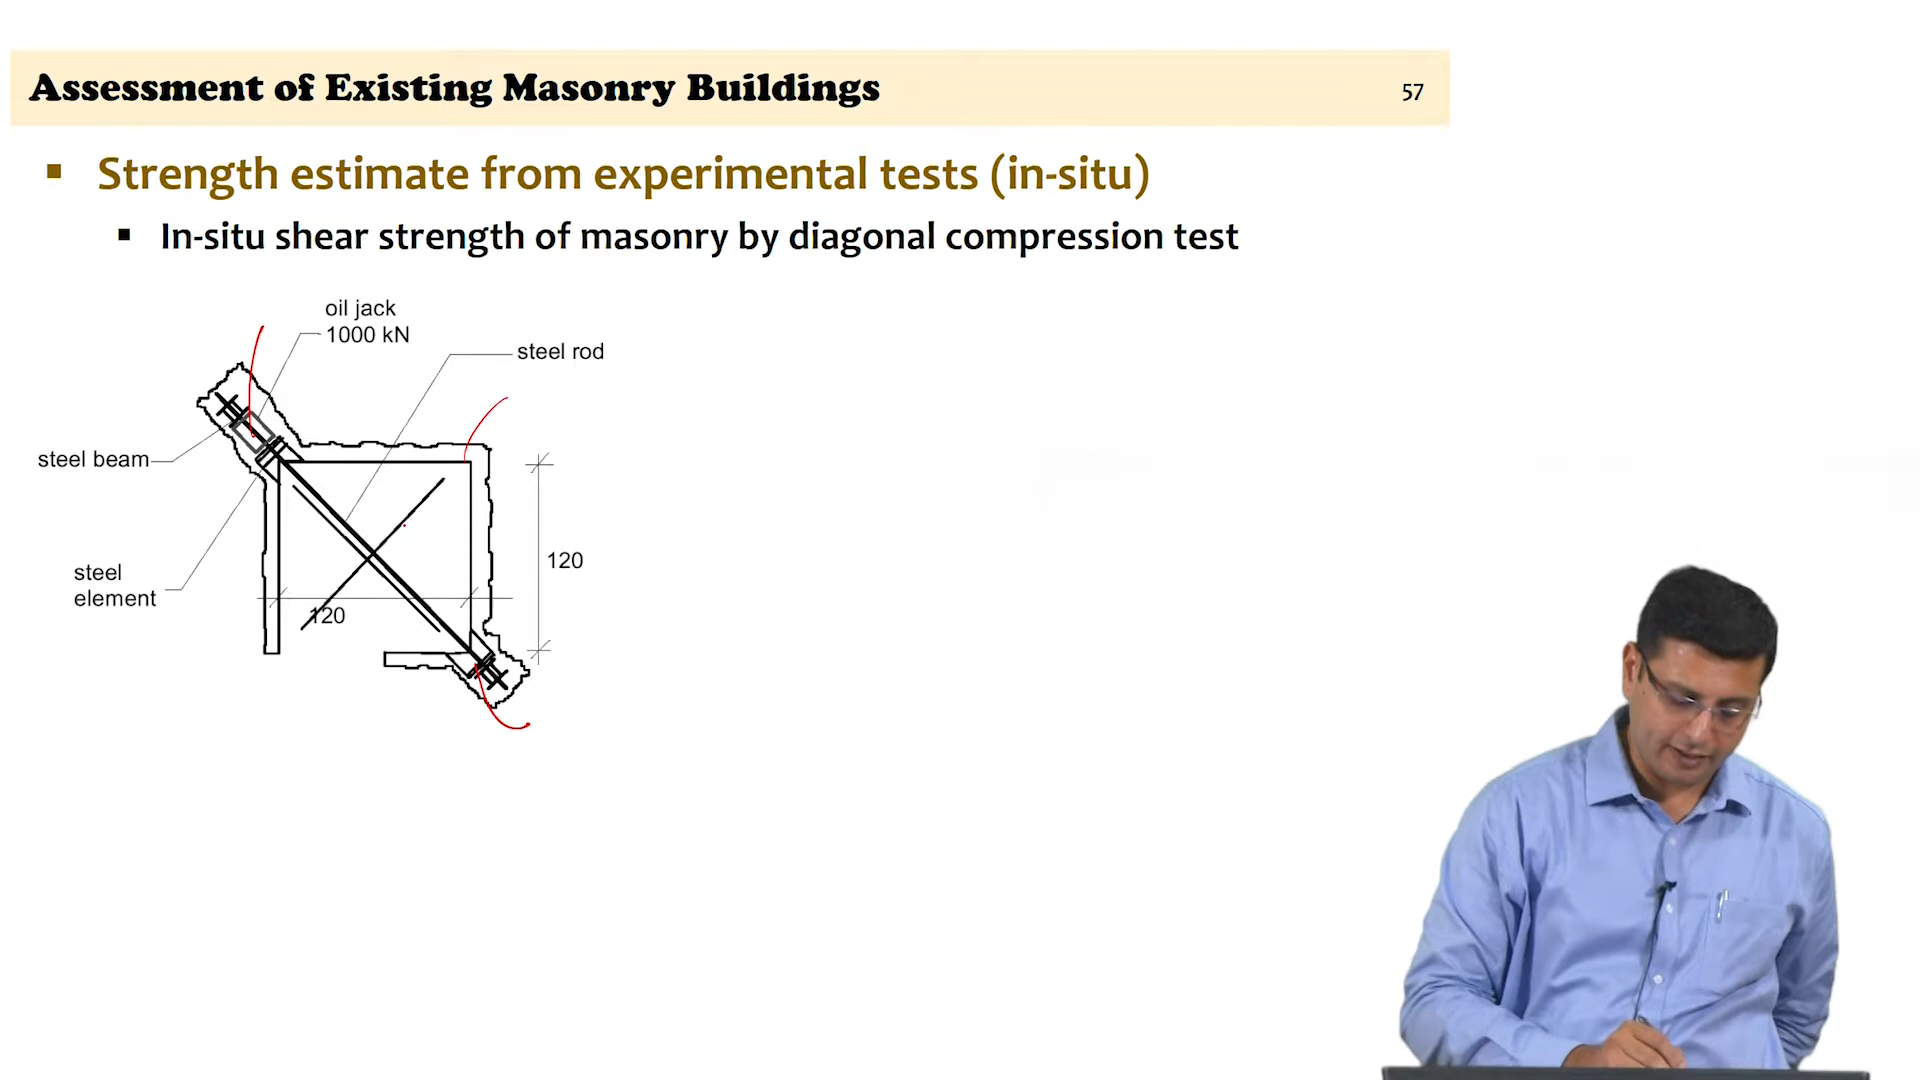 Assessment of Existing Masonry Buildings
57
Strength estimate from experimental tests (in-situ)
In-situ shear strength of masonry by diagonal compression test
oil jack
1000 kN
steel rod
steel beam
120
steel
element
120